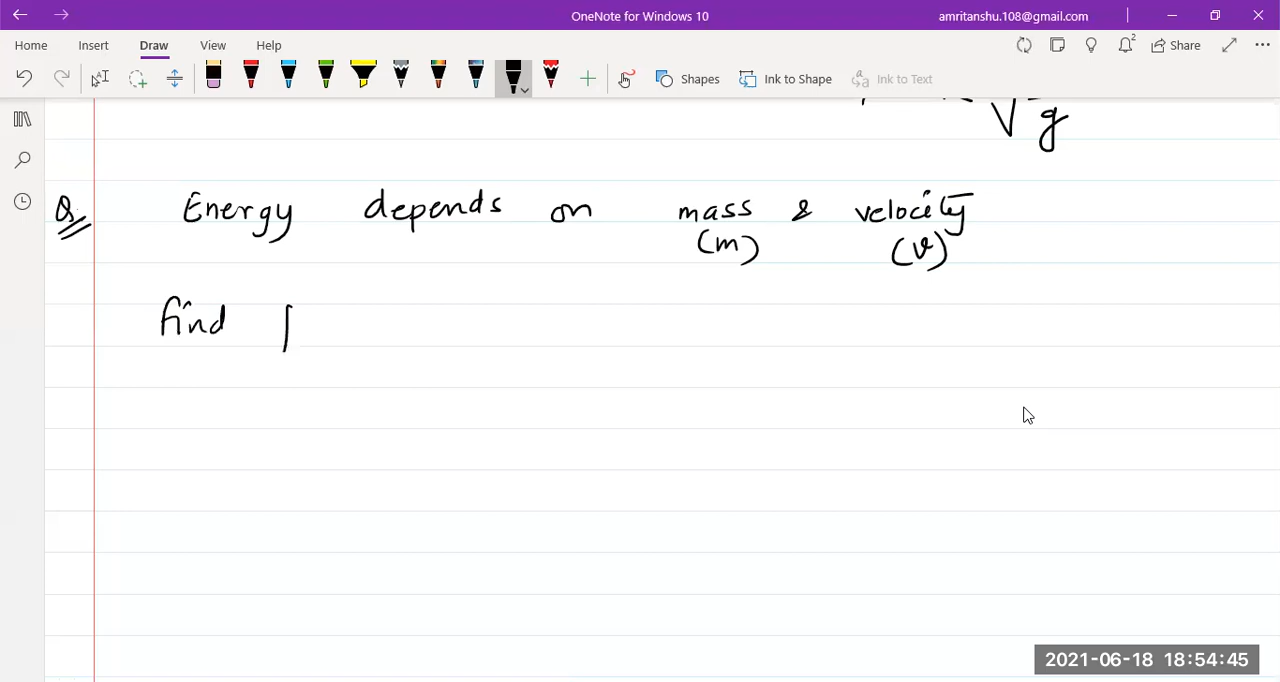 OneNote for Windows 10
amritanshu.108@gmail.com
Home Insert Draw View Help
Share
Shapes Ink to Shape Ink to Text
√ g
Q. Energy depends on mass & velocity
(m) (v)
find
2021-06-18 18:54:45